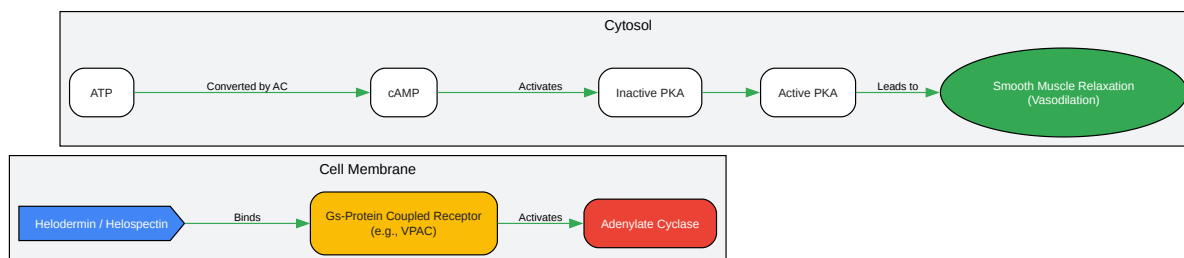 Cytosol
ATP
Converted by AC
cAMP
Activates
Inactive PKA
Active PKA
Leads to
Smooth Muscle Relaxation
(Vasodilation)
Cell Membrane
Helodermin / Helospectin
Binds
Gs-Protein Coupled Receptor
(e.g., VPAC)
Activates
Adenylate Cyclase